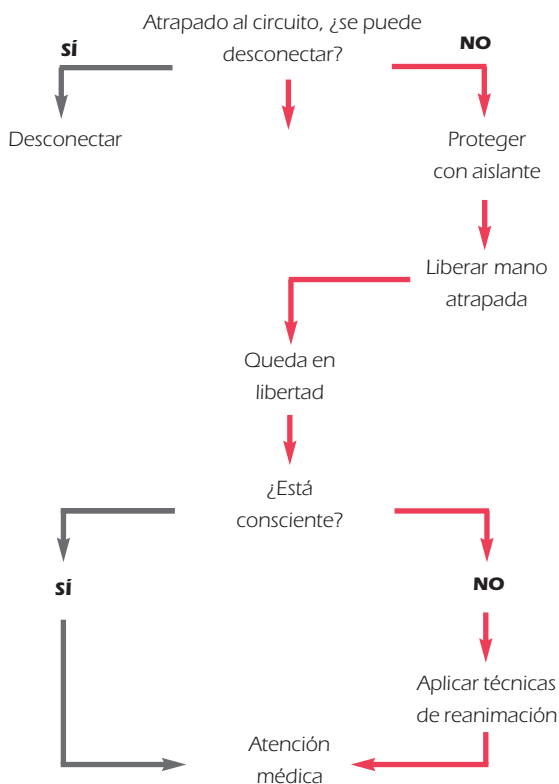 Atrapado al circuito, ¿se puede
desconectar?
SÍ
NO
Desconectar
Proteger
con aislante
Liberar mano
atrapada
Queda en
libertad
¿Está
consciente?
SÍ
NO
Aplicar técnicas
de reanimación
Atención
médica